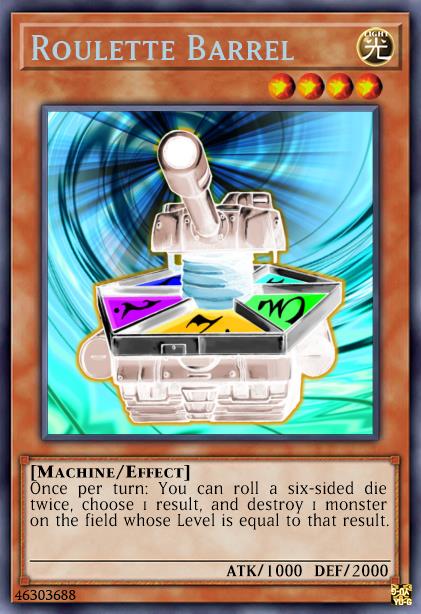 Roulette Barrel
LIGHT
光
[Machine/Effect]
Once per turn: You can roll a six-sided die
twice, choose 1 result, and destroy 1 monster
on the field whose Level is equal to that result.
ATK/1000 DEF/2000
46303688